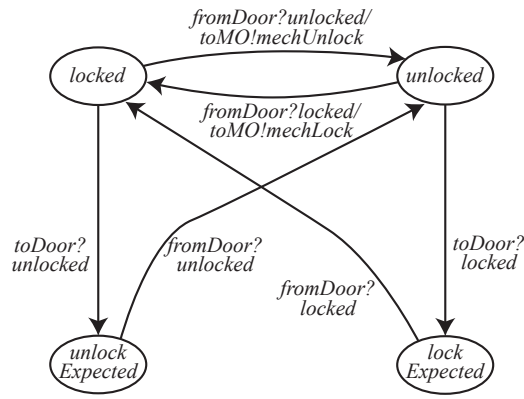 fromDoor?unlocked/
toMO!mechUnlock
locked
unlocked
fromDoor?locked/
toMO!mechLock
toDoor?
unlocked
fromDoor?
unlocked
fromDoor?
locked
toDoor?
locked
unlock
Expected
lock
Expected